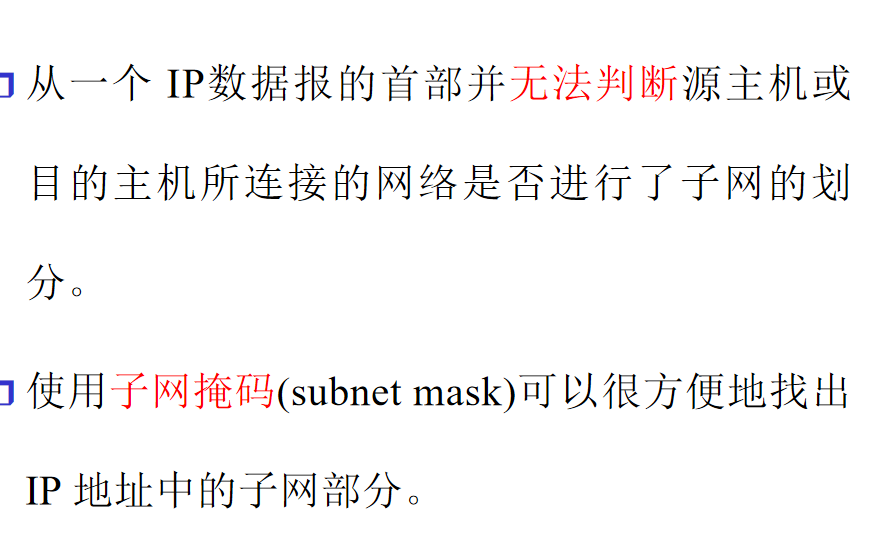 从一个 IP数据报的首部并无法判断源主机或
目的主机所连接的网络是否进行了子网的划
分。
使用子网掩码(subnet mask)可以很方便地找出
IP 地址中的子网部分。